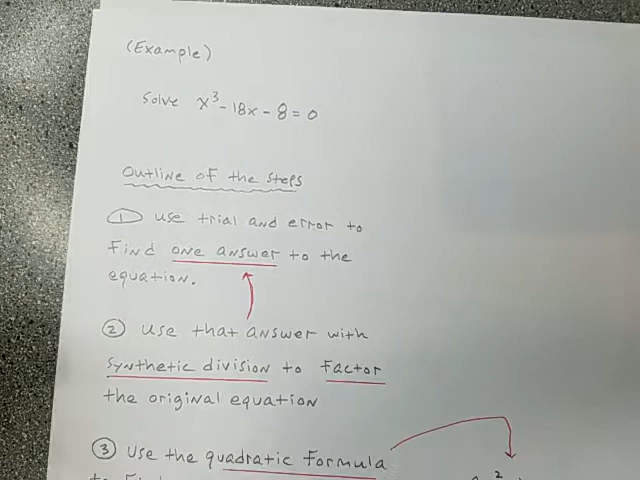 (Example)
Solve x³ - 18x - 8 = 0
Outline of the Steps
① Use trial and error to
Find one answer to the
equation.
② Use that answer with
synthetic division to Factor
the original equation
③ Use the quadratic formula